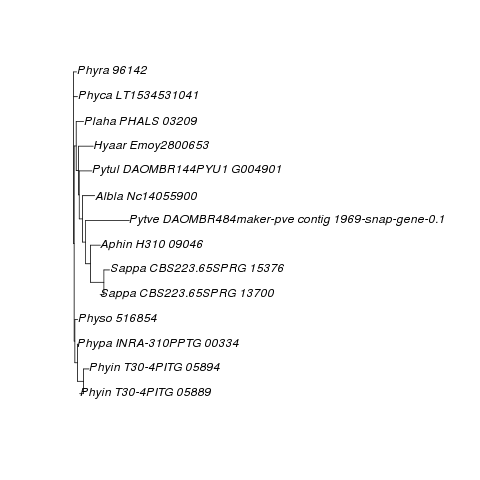 Phyra 96142
Phyca LT1534531041
Plaha PHALS 03209
Hyaar Emoy2800653
Pytul DAOMBR144PYU1 G004901
Albla Nc14055900
Pytve DAOMBR484maker-pve contig 1969-snap-gene-0.1
Aphin H310 09046
Sappa CBS223.65SPRG 15376
Sappa CBS223.65SPRG 13700
Physo 516854
Phypa INRA-310PPTG 00334
Phyin T30-4PITG 05894
Phyin T30-4PITG 05889